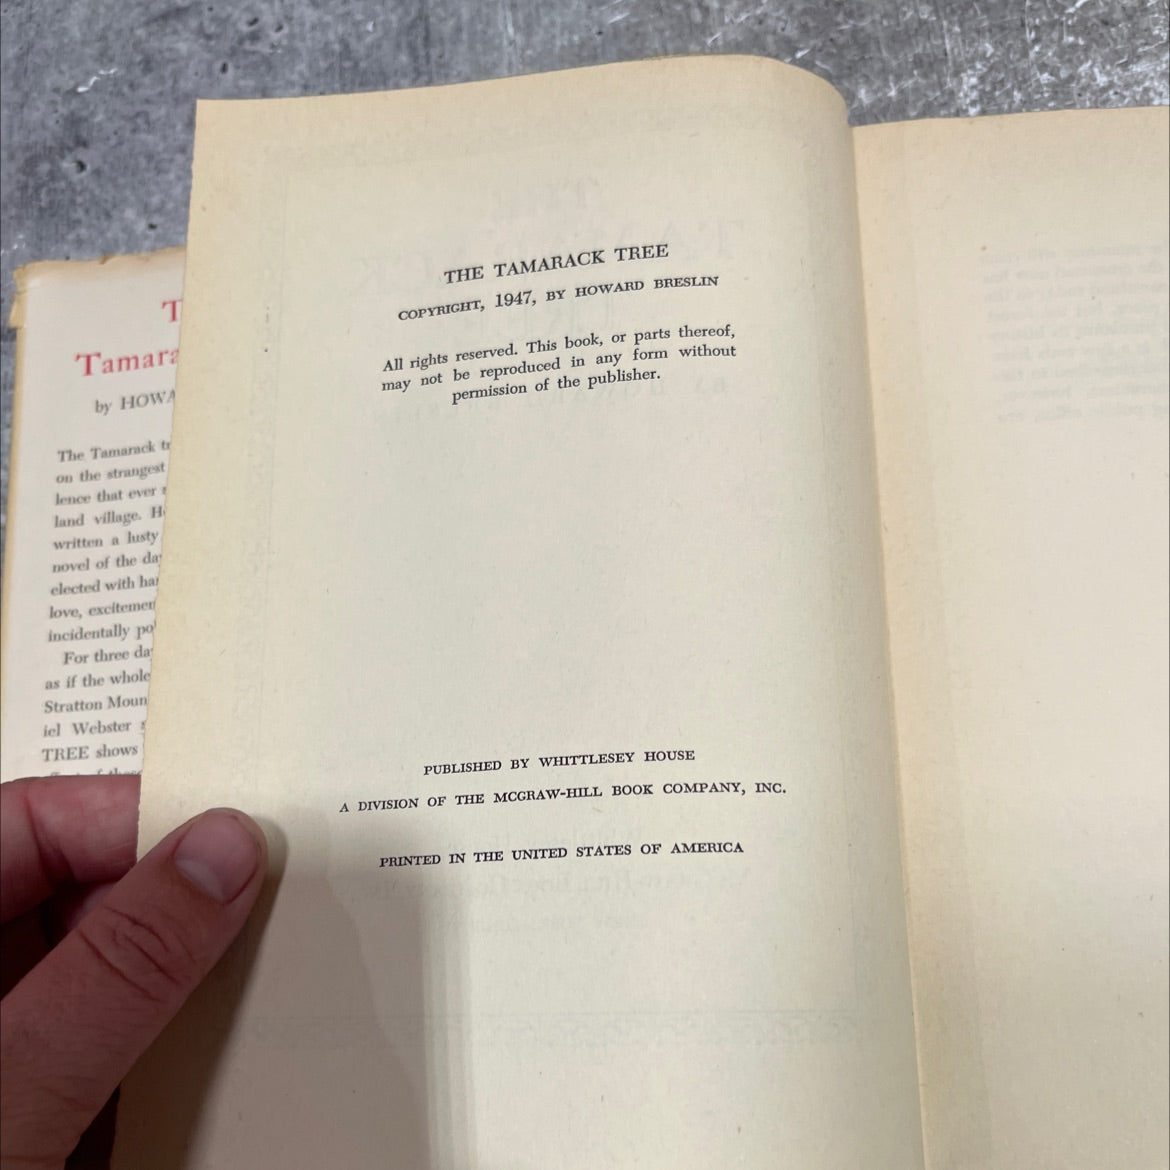 THE TAMARACK TREE
COPYRIGHT, 1947, BY HOWARD BRESLIN
All rights reserved. This book, or parts thereof,
may not be reproduced in any form without
permission of the publisher.
PUBLISHED BY WHITTLESEY HOUSE
A DIVISION OF THE MCGRAW-HILL BOOK COMPANY, INC.
PRINTED IN THE UNITED STATES OF AMERICA
T
Tamara
by HOWA
The Tamarack tr
on the strangest
lence that ever
land village. H
written a lusty
novel of the da
elected with har
love, excitemen
incidentally po
For three da
as if the whole
Stratton Moun
iel Webster
TREE shows